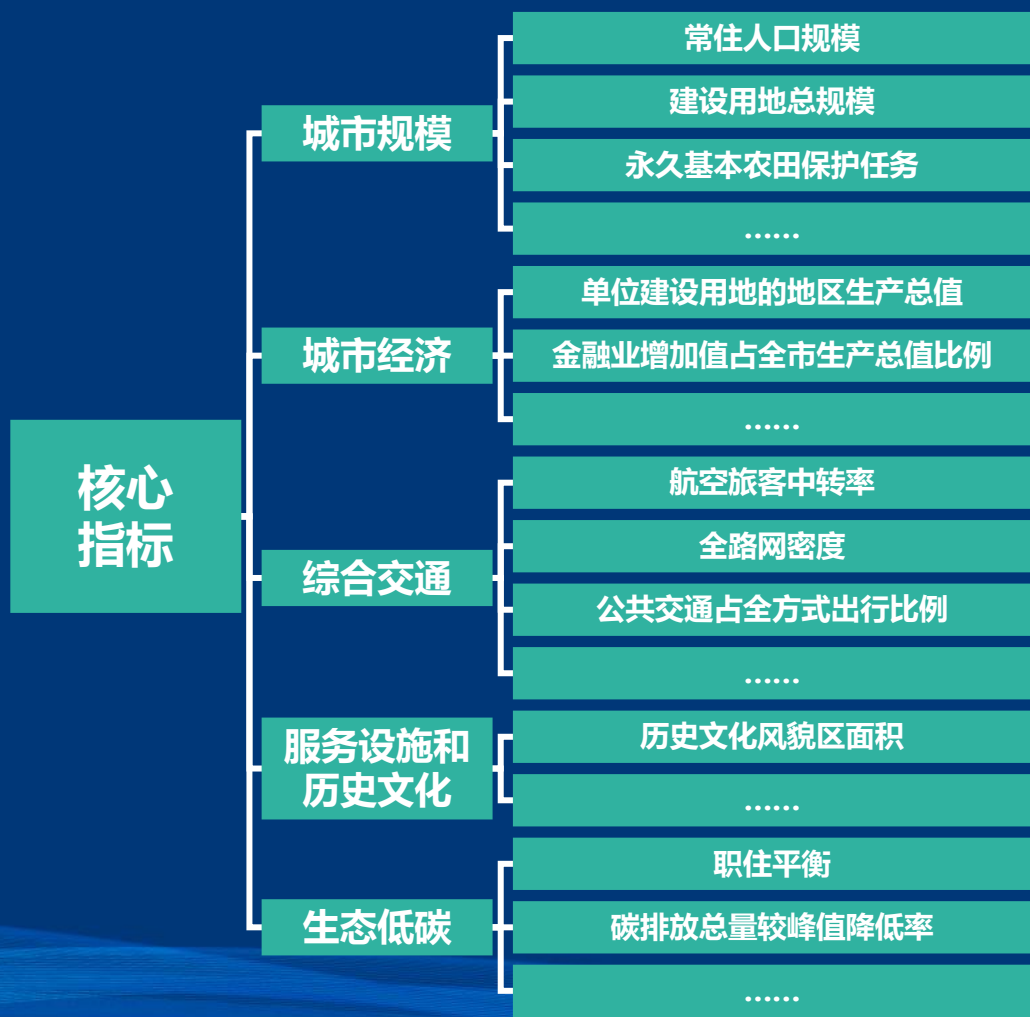 核心
指标
城市规模
常住人口规模
建设用地总规模
永久基本农田保护任务
……
城市经济
单位建设用地的地区生产总值
金融业增加值占全市生产总值比例
……
综合交通
航空旅客中转率
全路网密度
公共交通占全方式出行比例
……
服务设施和
历史文化
历史文化风貌区面积
……
生态低碳
职住平衡
碳排放总量较峰值降低率
……